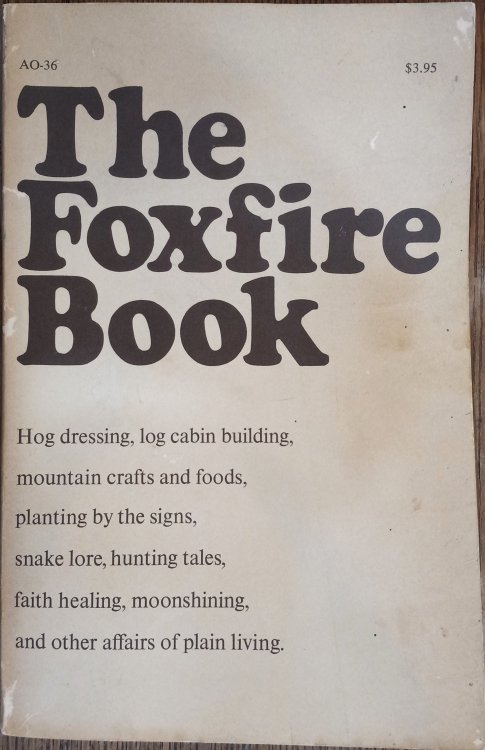 AO-36
$3.95
The
Foxfire
Book
Hog dressing, log cabin building,
mountain crafts and foods,
planting by the signs,
snake lore, hunting tales,
faith healing, moonshining,
and other affairs of plain living.